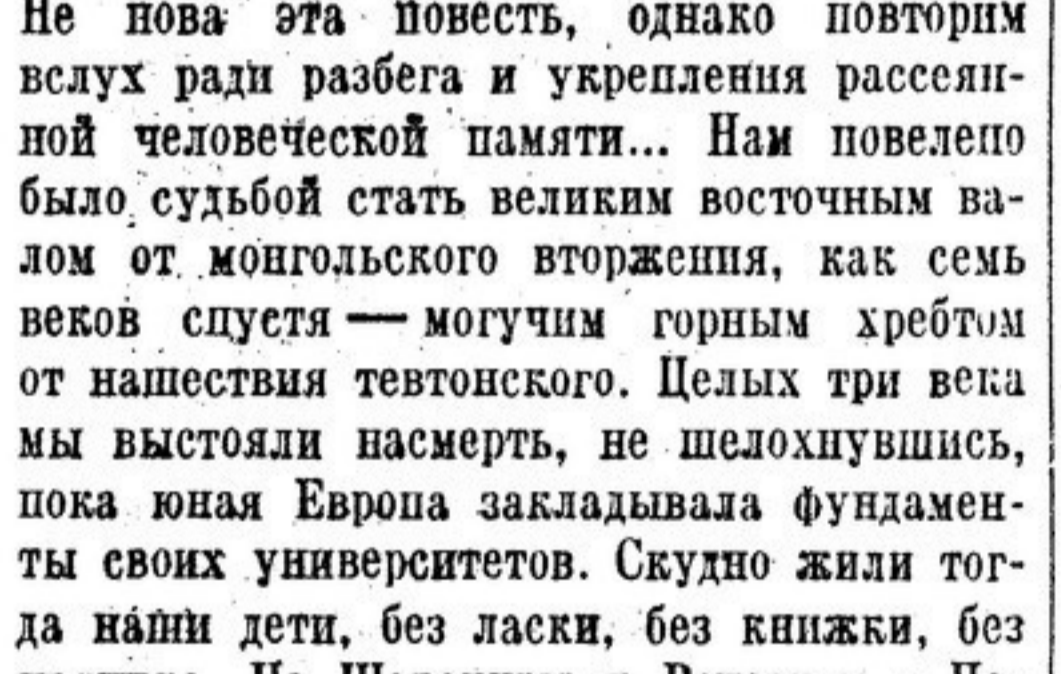 Не нова эта повесть, однако повторим
вслух ради разбега и укрепления рассеян-
ной человеческой памяти... Нам повелено
было судьбой стать великим восточным ва-
лом от монгольского вторжения, как семь
веков спустя — могучим горным хребтом
от нашествия тевтонского. Целых три века
мы выстояли насмерть, не шелохнувшись,
пока юная Европа закладывала фундамен-
ты своих университетов. Скудно жили тог-
да наши дети, без ласки, без книжки, без